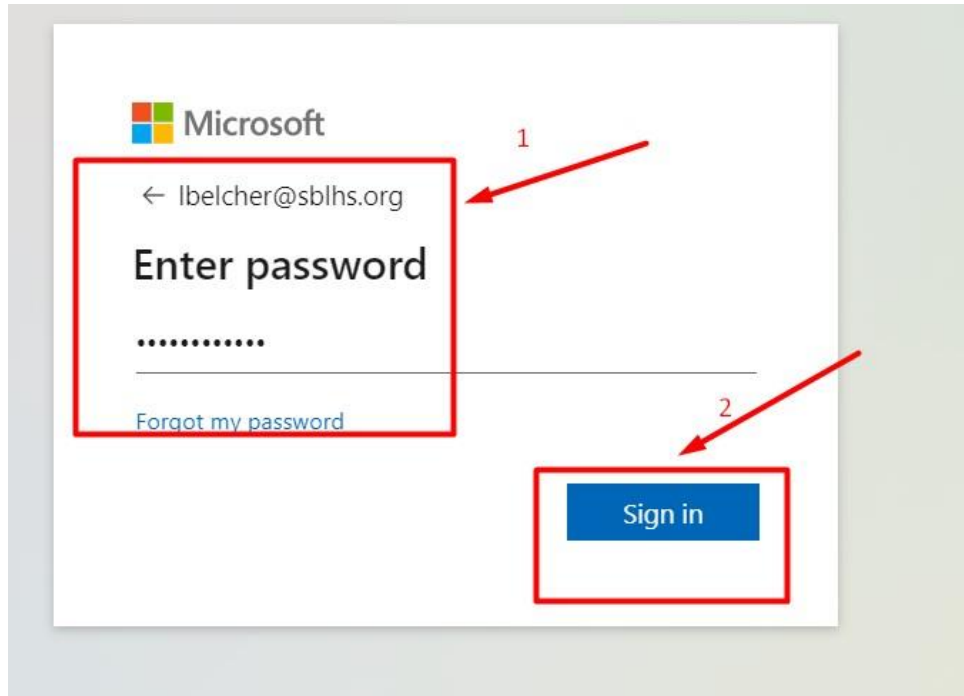 Microsoft
1
← lbelcher@sblhs.org
Enter password
••••••••••••
Forgot my password
2
Sign in